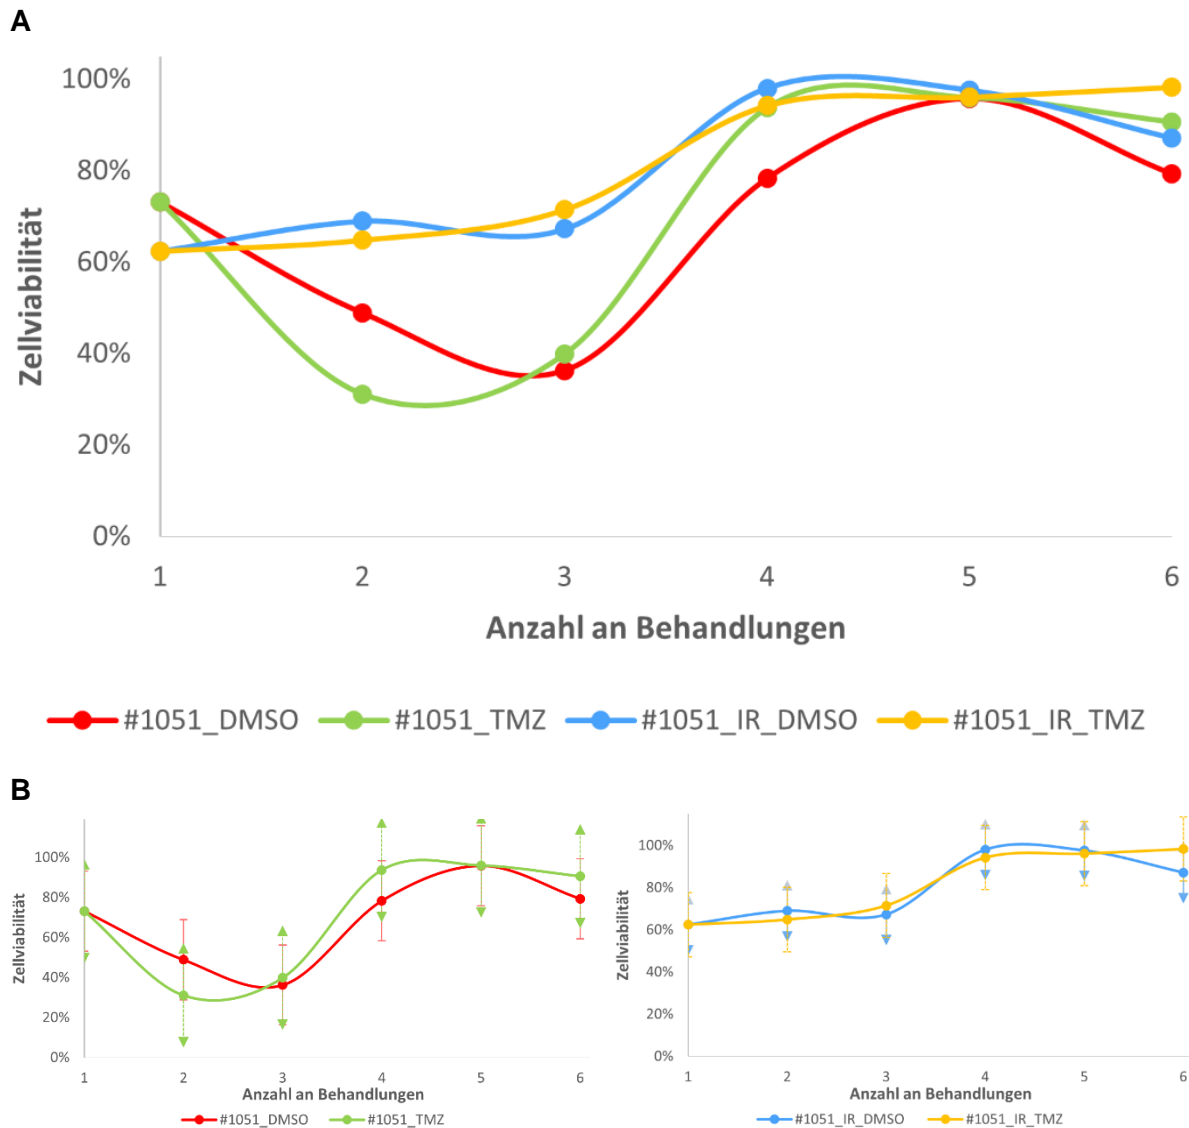 A
100%
80%
60%
40%
20%
0%
Zellviabilität
1 2 3 4 5 6
Anzahl an Behandlungen
#1051_DMSO #1051_TMZ #1051_IR_DMSO #1051_IR_TMZ
B
100%
80%
60%
40%
20%
0%
Zellviabilität
1 2 3 4 5 6
Anzahl an Behandlungen
#1051_DMSO #1051_TMZ
100%
80%
60%
40%
20%
0%
Zellviabilität
1 2 3 4 5 6
Anzahl an Behandlungen
#1051_IR_DMSO #1051_IR_TMZ